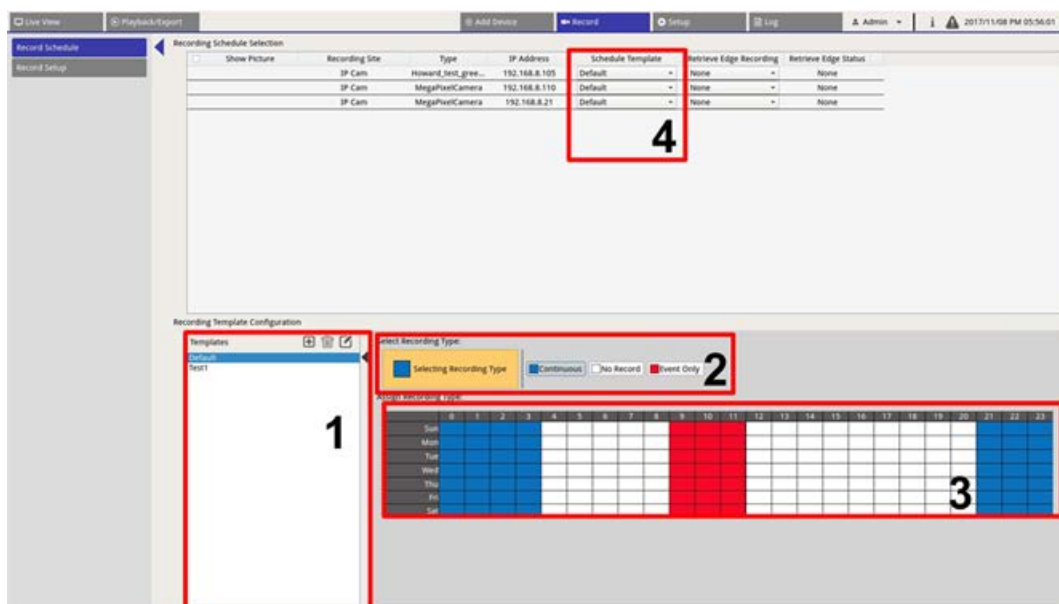 Live View Playback/Export Add Device Record Setup Log Admin i 2017/11/08 PM 05:56:01
Record Schedule
Record Setup
Recording Schedule Selection
Show Picture Recording Site Type IP Address Schedule Template Retrieve Edge Recording Retrieve Edge Status
IP Cam Howard_test_gree... 192.168.8.105 Default None None
IP Cam MegaPixelCamera 192.168.8.110 Default None None
IP Cam MegaPixelCamera 192.168.8.21 Default None None
4
Recording Template Configuration
Templates
Default
Test1
1
Select Recording Type:
Selecting Recording Type Continuous No Record Event Only
2
Assign Recording Type:
0 1 2 3 4 5 6 7 8 9 10 11 12 13 14 15 16 17 18 19 20 21 22 23
Sun
Mon
Tue
Wed
Thu
Fri
Sat
3